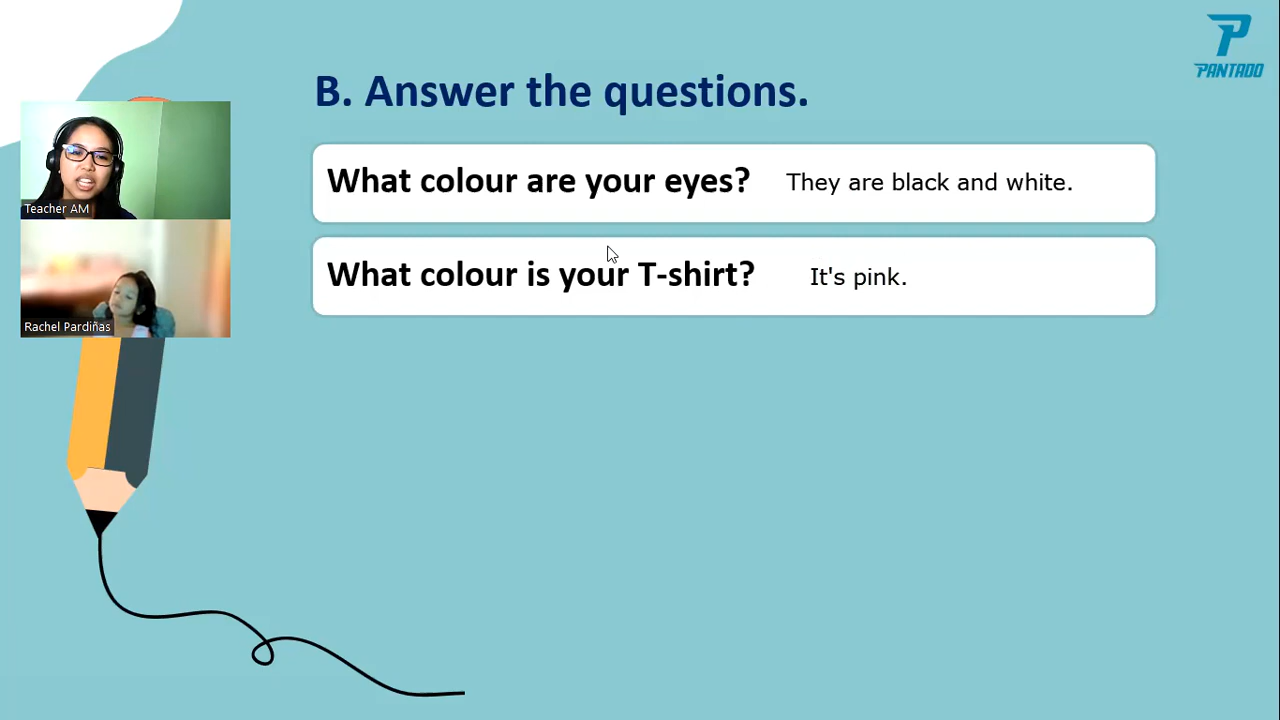 PANTADO
B. Answer the questions.
What colour are your eyes? They are black and white.
What colour is your T-shirt? It's pink.
Teacher AM
Rachel Pardiñas